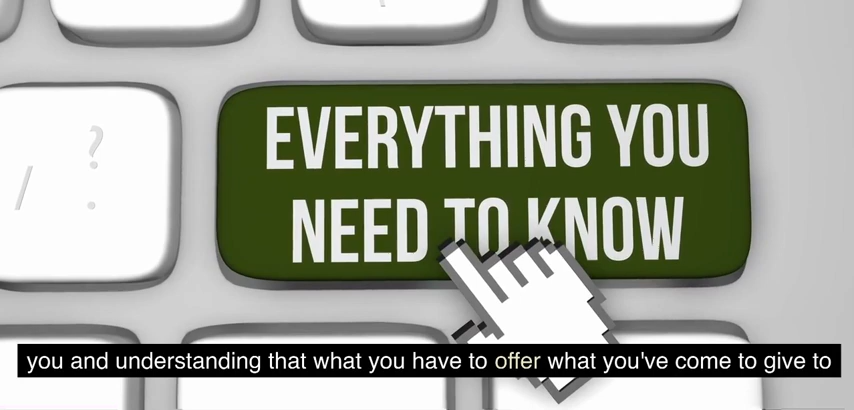 ?
/ .
EVERYTHING YOU
NEED TO KNOW
you and understanding that what you have to offer what you've come to give to